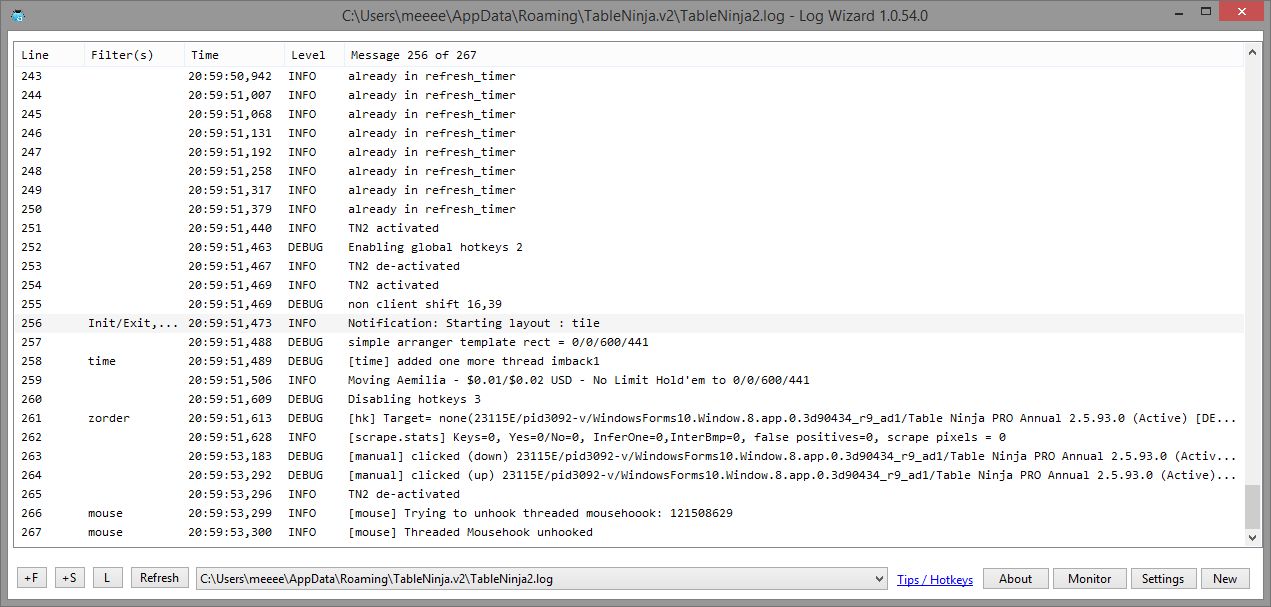 C:\Users\meeee\AppData\Roaming\TableNinja.v2\TableNinja2.log - Log Wizard 1.0.54.0
Line Filter(s) Time Level Message 256 of 267
243 20:59:50,942 INFO already in refresh_timer
244 20:59:51,007 INFO already in refresh_timer
245 20:59:51,068 INFO already in refresh_timer
246 20:59:51,131 INFO already in refresh_timer
247 20:59:51,192 INFO already in refresh_timer
248 20:59:51,258 INFO already in refresh_timer
249 20:59:51,317 INFO already in refresh_timer
250 20:59:51,379 INFO already in refresh_timer
251 20:59:51,440 INFO TN2 activated
252 20:59:51,463 DEBUG Enabling global hotkeys 2
253 20:59:51,467 INFO TN2 de-activated
254 20:59:51,469 INFO TN2 activated
255 20:59:51,469 DEBUG non client shift 16,39
256 Init/Exit,... 20:59:51,473 INFO Notification: Starting layout : tile
257 20:59:51,488 DEBUG simple arranger template rect = 0/0/600/441
258 time 20:59:51,489 DEBUG [time] added one more thread imback1
259 20:59:51,506 INFO Moving Aemilia - $0.01/$0.02 USD - No Limit Hold'em to 0/0/600/441
260 20:59:51,609 DEBUG Disabling hotkeys 3
261 zorder 20:59:51,613 DEBUG [hk] Target= none(23115E/pid3092-v/WindowsForms10.Window.8.app.0.3d90434_r9_ad1/Table Ninja PRO Annual 2.5.93.0 (Active) [DE...
262 20:59:51,628 INFO [scrape.stats] Keys=0, Yes=0/No=0, InferOne=0,InterBmp=0, false positives=0, scrape pixels = 0
263 20:59:53,183 DEBUG [manual] clicked (down) 23115E/pid3092-v/WindowsForms10.Window.8.app.0.3d90434_r9_ad1/Table Ninja PRO Annual 2.5.93.0 (Activ...
264 20:59:53,292 DEBUG [manual] clicked (up) 23115E/pid3092-v/WindowsForms10.Window.8.app.0.3d90434_r9_ad1/Table Ninja PRO Annual 2.5.93.0 (Active)...
265 20:59:53,296 INFO TN2 de-activated
266 mouse 20:59:53,299 INFO [mouse] Trying to unhook threaded mousehoook: 121508629
267 mouse 20:59:53,300 INFO [mouse] Threaded Mousehook unhooked
+F +S L Refresh C:\Users\meeee\AppData\Roaming\TableNinja.v2\TableNinja2.log Tips / Hotkeys About Monitor Settings New